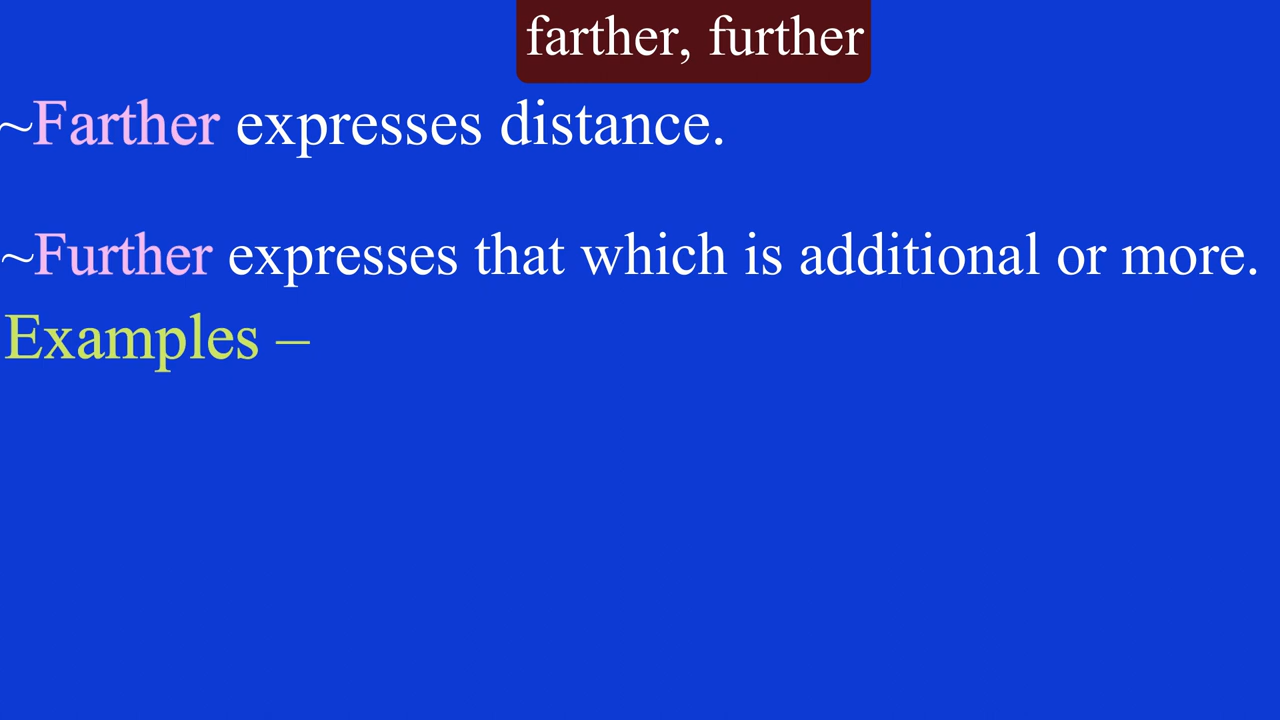 farther, further
~Farther expresses distance.
~Further expresses that which is additional or more.
Examples –